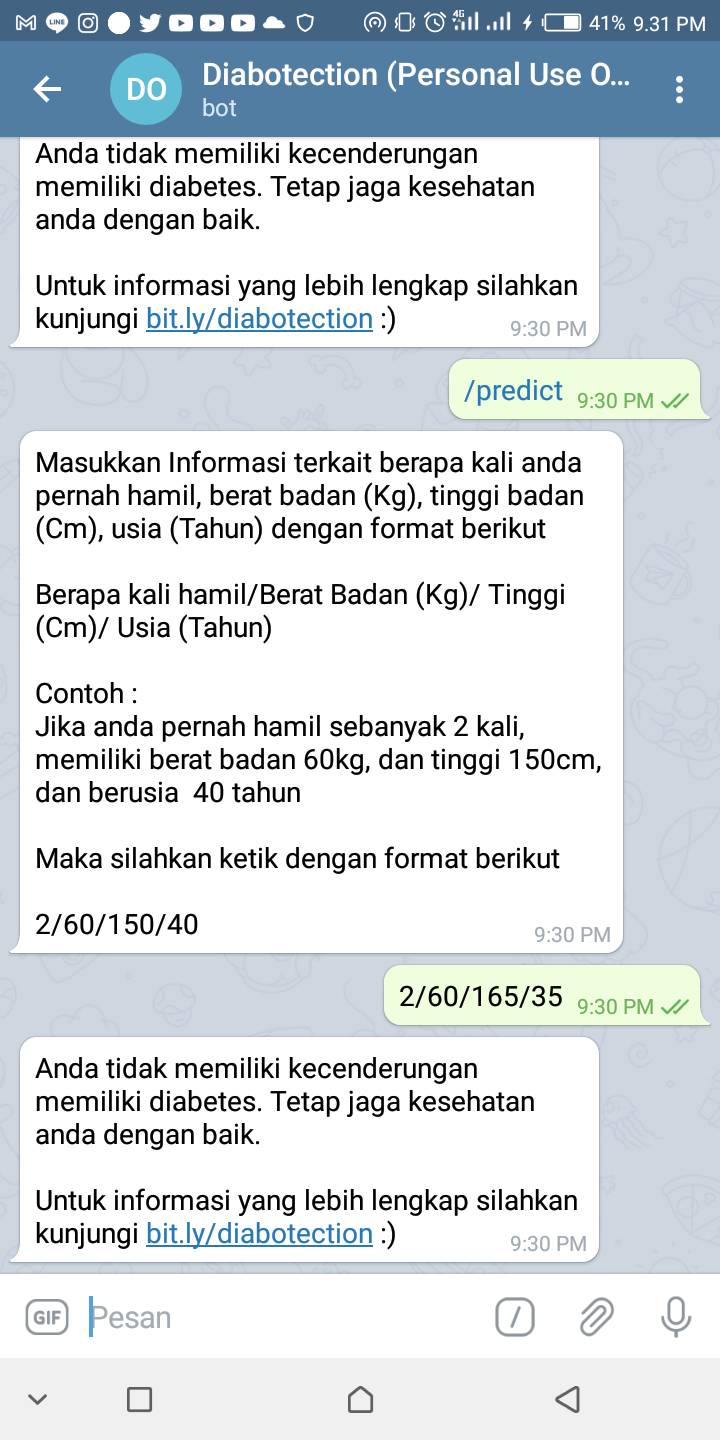 LINE
4G
41% 9.31 PM
DO
Diabotection (Personal Use O...
bot
Anda tidak memiliki kecenderungan
memiliki diabetes. Tetap jaga kesehatan
anda dengan baik.
Untuk informasi yang lebih lengkap silahkan
kunjungi bit.ly/diabotection :)
9:30 PM
/predict 9:30 PM
Masukkan Informasi terkait berapa kali anda
pernah hamil, berat badan (Kg), tinggi badan
(Cm), usia (Tahun) dengan format berikut
Berapa kali hamil/Berat Badan (Kg)/ Tinggi
(Cm)/ Usia (Tahun)
Contoh :
Jika anda pernah hamil sebanyak 2 kali,
memiliki berat badan 60kg, dan tinggi 150cm,
dan berusia  40 tahun
Maka silahkan ketik dengan format berikut
2/60/150/40
9:30 PM
2/60/165/35 9:30 PM
Anda tidak memiliki kecenderungan
memiliki diabetes. Tetap jaga kesehatan
anda dengan baik.
Untuk informasi yang lebih lengkap silahkan
kunjungi bit.ly/diabotection :)
9:30 PM
GIF
Pesan
/